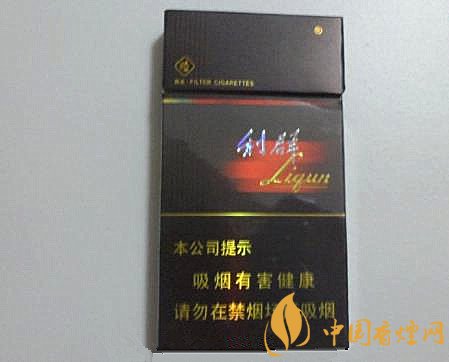 FILTER CIGARETTES
利群
Liqun
本公司提示
吸烟有害健康
请勿在禁烟场 吸烟
中国香烟网